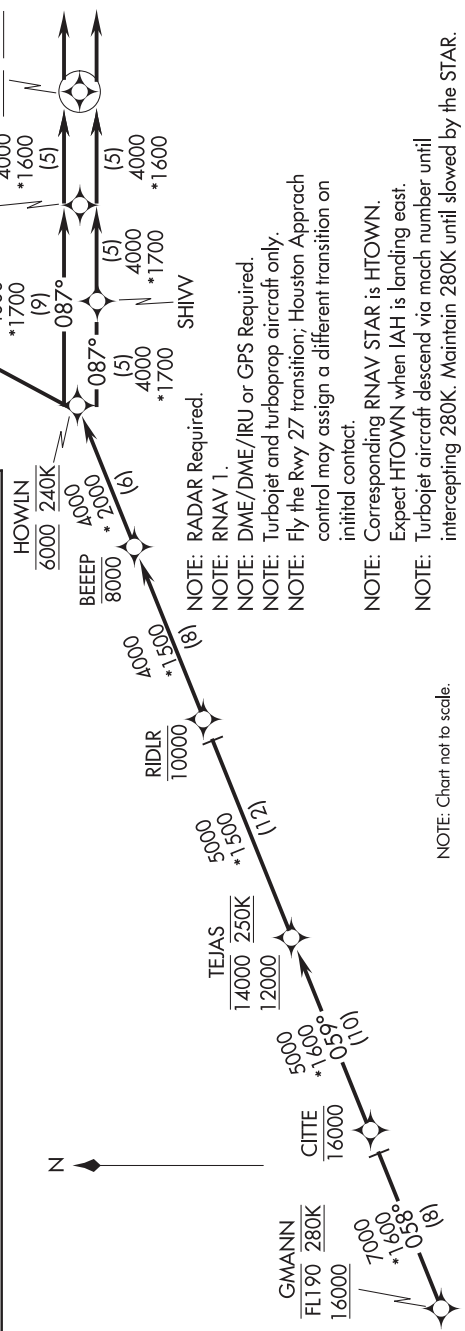 4000
*1600
(5)
4000
*1600
(5)
*1700
(9)
087°
(5)
4000
*1600
(5)
4000
*1700
SHIVV
087°
(5)
4000
*1700
HOWLN
6000 240K
4000
*2000
(6)
BEEEP
8000
4000
*1500
(8)
RIDLR
10000
5000
*1500
(12)
TEJAS
14000 250K
12000
5000
*1600
059°
(10)
CITTE
16000
7000
*1600
058°
(8)
GMANN
FL190 280K
16000
N
NOTE: RADAR Required.
NOTE: RNAV 1.
NOTE: DME/DME/IRU or GPS Required.
NOTE: Turbojet and turboprop aircraft only.
NOTE: Fly the Rwy 27 transition; Houston Apprach
control may assign a different transition on
initital contact.
NOTE: Corresponding RNAV STAR is HTOWN.
Expect HTOWN when IAH is landing east.
NOTE: Turbojet aircraft descend via mach number until
intercepting 280K. Maintain 280K until slowed by the STAR.
NOTE: Chart not to scale.